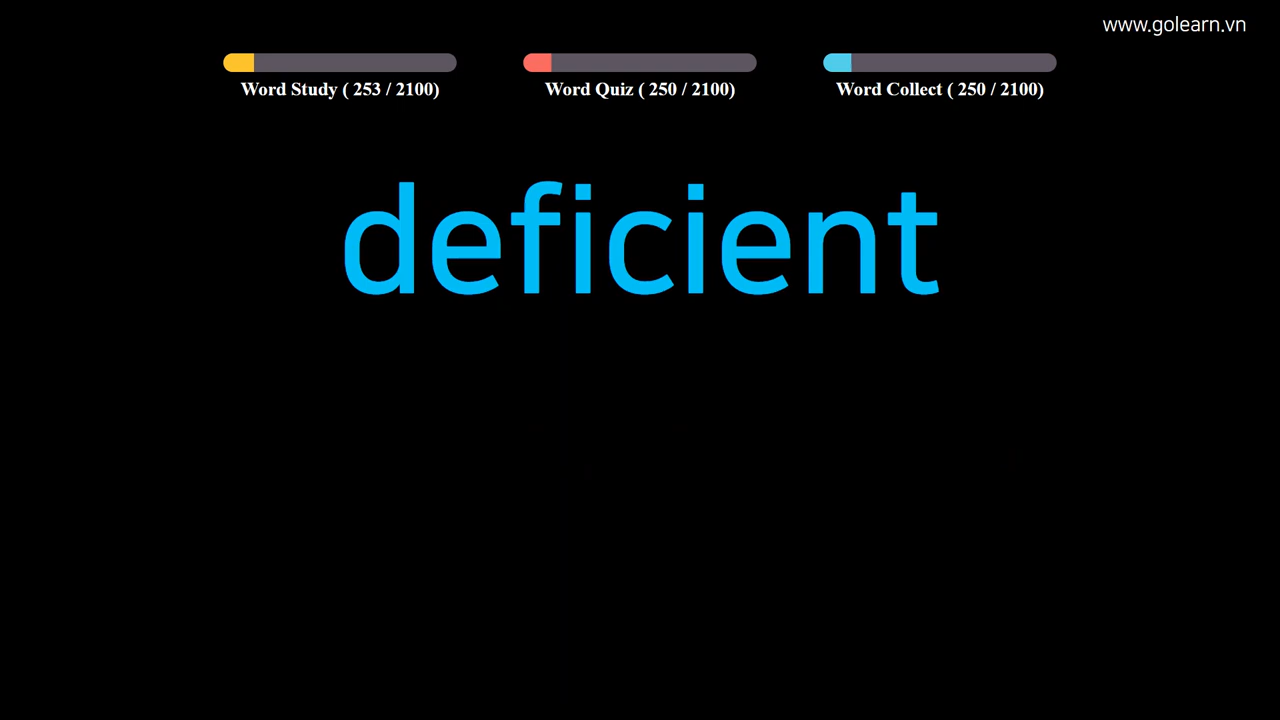 www.golearn.vn
Word Study ( 253 / 2100)
Word Quiz ( 250 / 2100)
Word Collect ( 250 / 2100)
deficient